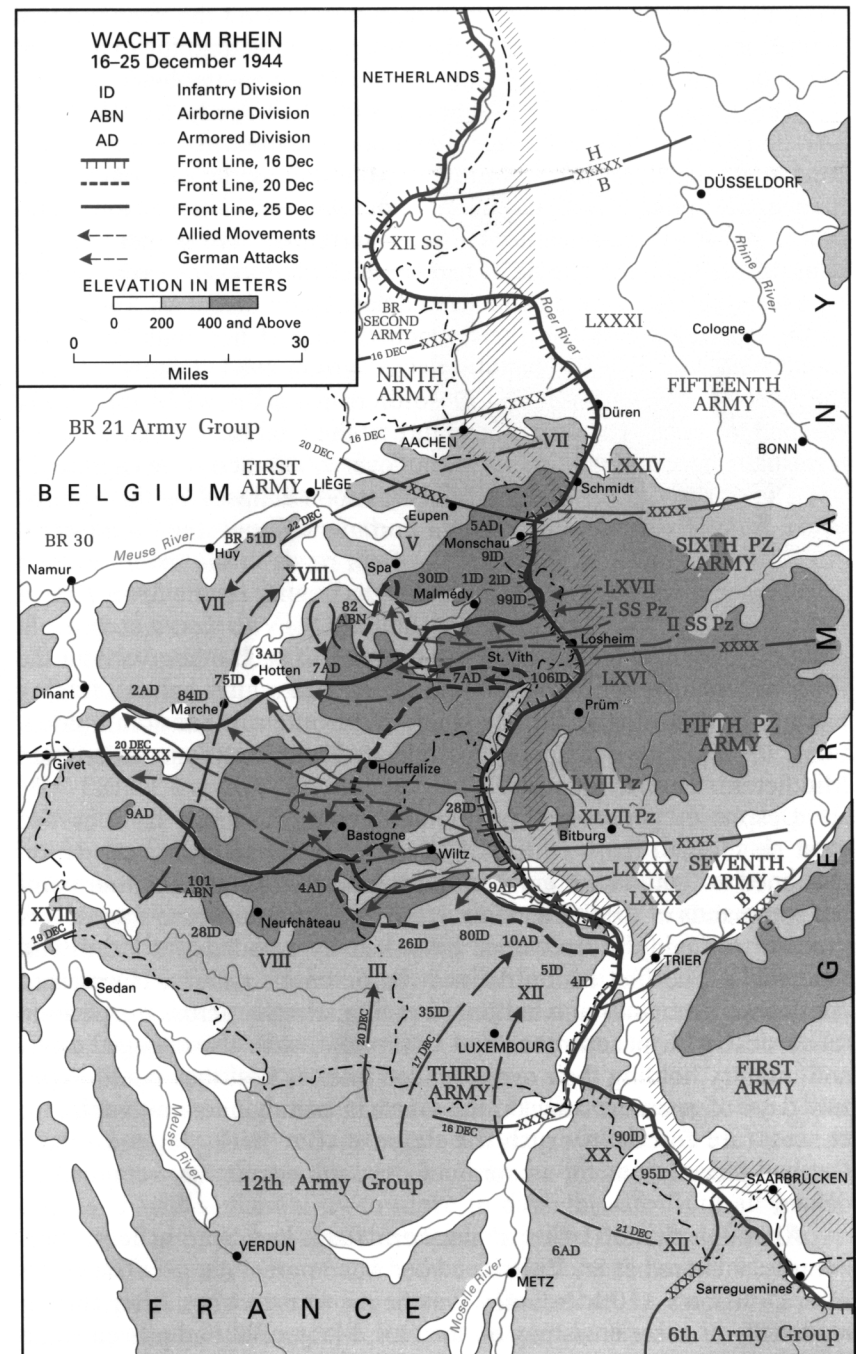 WACHT AM RHEIN
16–25 December 1944
ID Infantry Division
ABN Airborne Division
AD Armored Division
Front Line, 16 Dec
Front Line, 20 Dec
Front Line, 25 Dec
Allied Movements
German Attacks
ELEVATION IN METERS
0 200 400 and Above
0 30
Miles
NETHERLANDS
H
XXXXX
B
DÜSSELDORF
XII SS
Rhine River
BR SECOND ARMY
Roer River
LXXXI
Cologne
16 DEC XXXX
NINTH ARMY
FIFTEENTH ARMY
XXXX
Düren
BR 21 Army Group
16 DEC
AACHEN
VII
BONN
20 DEC
XXXX
LXXIV
FIRST ARMY
LIÈGE
Schmidt
BELGIUM
Eupen
XXXX
22 DEC
5AD
Monschau
BR 30
BR 51ID
Meuse River
Huy
V
9ID
SIXTH PZ ARMY
Namur
XVIII
Spa
30ID
1ID
2ID
LXVII
VII
Malmédy
99ID
I SS Pz
82 ABN
II SS Pz
3AD
Losheim
XXXX
Hotten
7AD
St. Vith
75ID
7AD
106ID
LXVI
Dinant
2AD
84ID
Marche
Prüm
FIFTH PZ ARMY
20 DEC
XXXXX
Givet
Houffalize
LVIII Pz
28ID
XLVII Pz
9AD
Bastogne
Bitburg
XXXX
Wiltz
SEVENTH ARMY
LXXXV
101 ABN
4AD
9AD
LXXX
B
XXXXX
G
XVIII
19 DEC
Neufchâteau
28ID
VIII
26ID
80ID
10AD
TRIER
Sedan
III
5ID
4ID
XII
20 DEC
35ID
17 DEC
LUXEMBOURG
THIRD ARMY
FIRST ARMY
16 DEC
XXXX
90ID
XX
95ID
Meuse River
12th Army Group
SAARBRÜCKEN
21 DEC
XII
6AD
VERDUN
XXXXX
METZ
Moselle River
Sarreguemines
FRANCE
6th Army Group
GERMANY